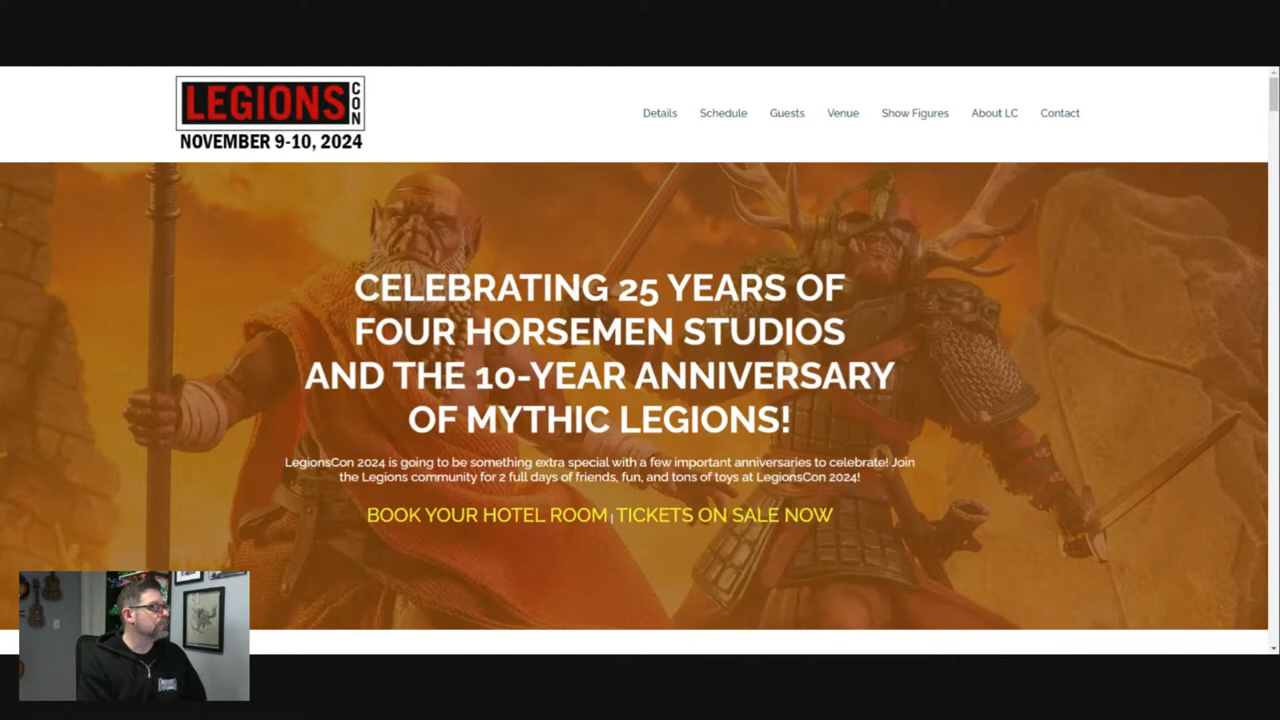 LEGIONS CON
NOVEMBER 9-10, 2024
Details Schedule Guests Venue Show Figures About LC Contact
CELEBRATING 25 YEARS OF
FOUR HORSEMEN STUDIOS
AND THE 10-YEAR ANNIVERSARY
OF MYTHIC LEGIONS!
LegionsCon 2024 is going to be something extra special with a few important anniversaries to celebrate! Join
the Legions community for 2 full days of friends, fun, and tons of toys at LegionsCon 2024!
BOOK YOUR HOTEL ROOM | TICKETS ON SALE NOW